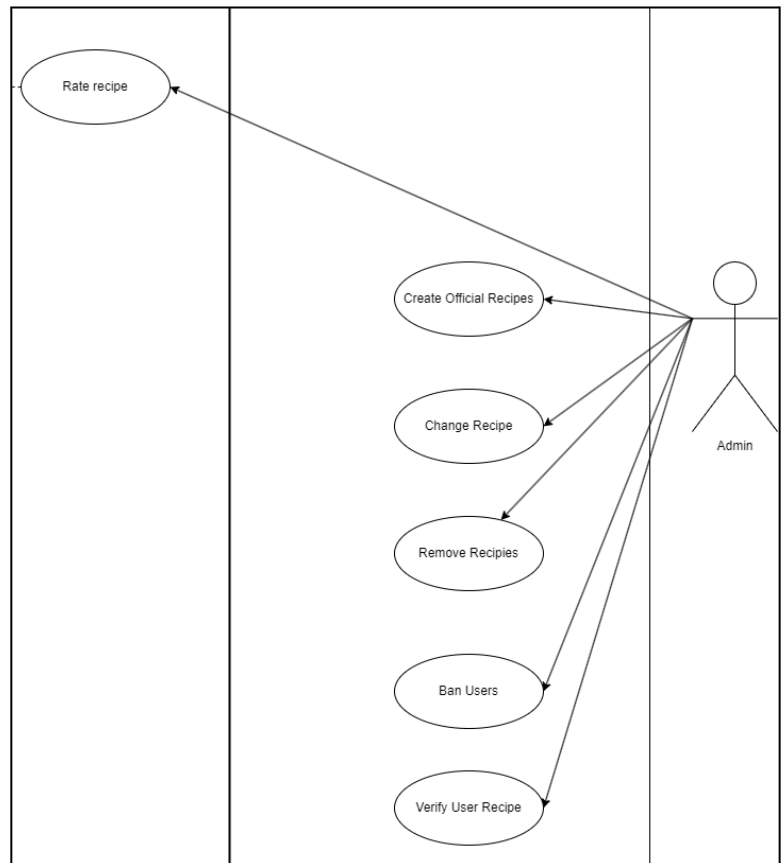 Rate recipe
Create Official Recipes
Change Recipe
Admin
Remove Recipies
Ban Users
Verify User Recipe